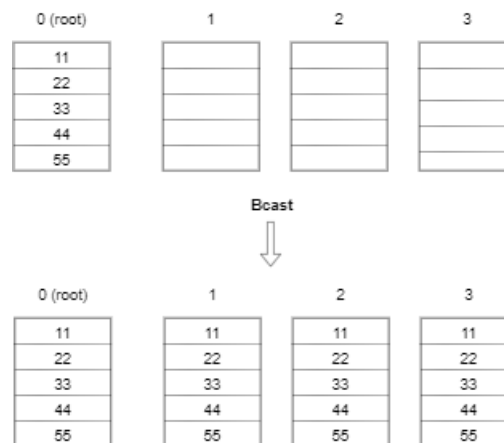 0 (root) 1 2 3
11
22
33
44
55
Bcast
0 (root) 1 2 3
11 11 11 11
22 22 22 22
33 33 33 33
44 44 44 44
55 55 55 55